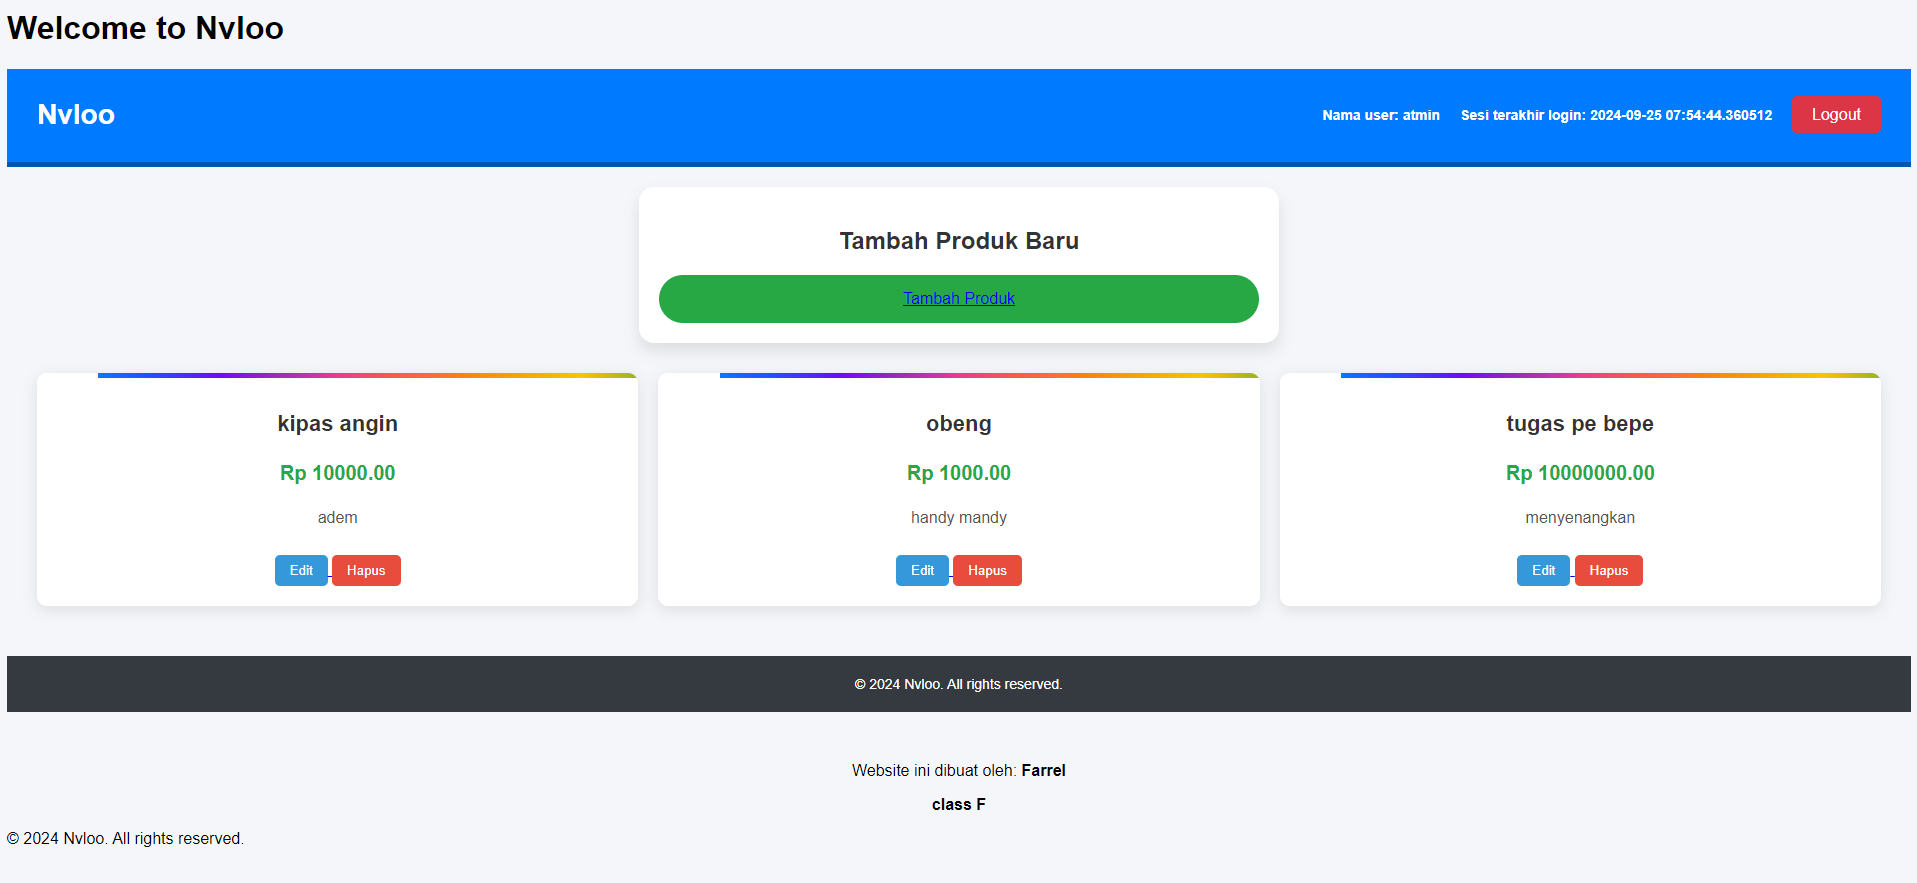 Welcome to Nvloo
Nvloo
Nama user: atmin Sesi terakhir login: 2024-09-25 07:54:44.360512 Logout
Tambah Produk Baru
Tambah Produk
kipas angin
Rp 10000.00
adem
Edit Hapus
obeng
Rp 1000.00
handy mandy
Edit Hapus
tugas pe bepe
Rp 10000000.00
menyenangkan
Edit Hapus
© 2024 Nvloo. All rights reserved.
Website ini dibuat oleh: Farrel
class F
© 2024 Nvloo. All rights reserved.